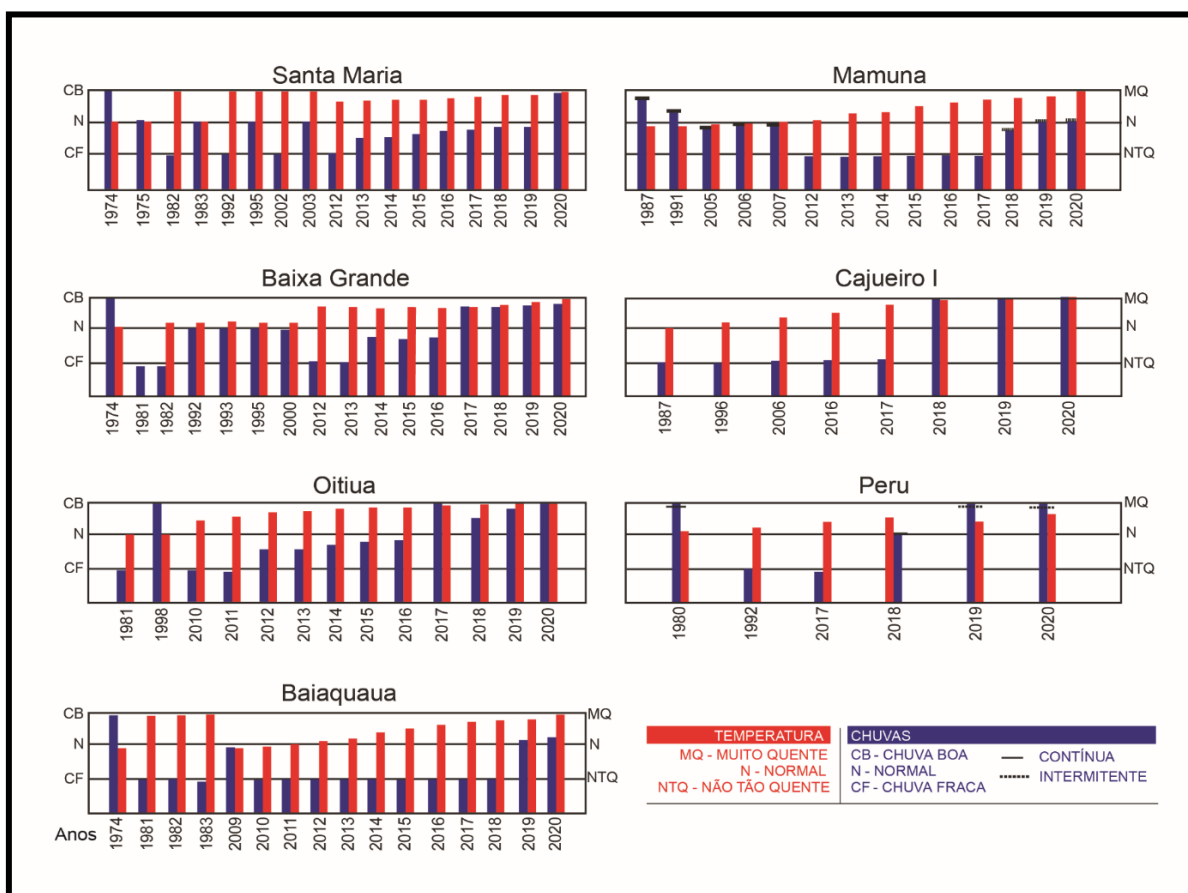 Santa Maria
CB
N
CF
1974 1975 1982 1983 1992 1995 2002 2003 2012 2013 2014 2015 2016 2017 2018 2019 2020
Mamuna
MQ
N
NTQ
1987 1991 2005 2006 2007 2012 2013 2014 2015 2016 2017 2018 2019 2020
Baixa Grande
CB
N
CF
1974 1981 1982 1992 1993 1995 2000 2012 2013 2014 2015 2016 2017 2018 2019 2020
Cajueiro I
MQ
N
NTQ
1987 1996 2006 2016 2017 2018 2019 2020
Oitiua
CB
N
CF
1981 1998 2010 2011 2012 2013 2014 2015 2016 2017 2018 2019 2020
Peru
MQ
N
NTQ
1980 1992 2017 2018 2019 2020
Baiaquaua
CB
N
CF
MQ
N
NTQ
Anos
1974 1981 1982 1983 2009 2010 2011 2012 2013 2014 2015 2016 2017 2018 2019 2020
TEMPERATURA
MQ - MUITO QUENTE
N - NORMAL
NTQ - NÃO TÃO QUENTE
CHUVAS
CB - CHUVA BOA
N - NORMAL
CF - CHUVA FRACA
CONTÍNUA
INTERMITENTE